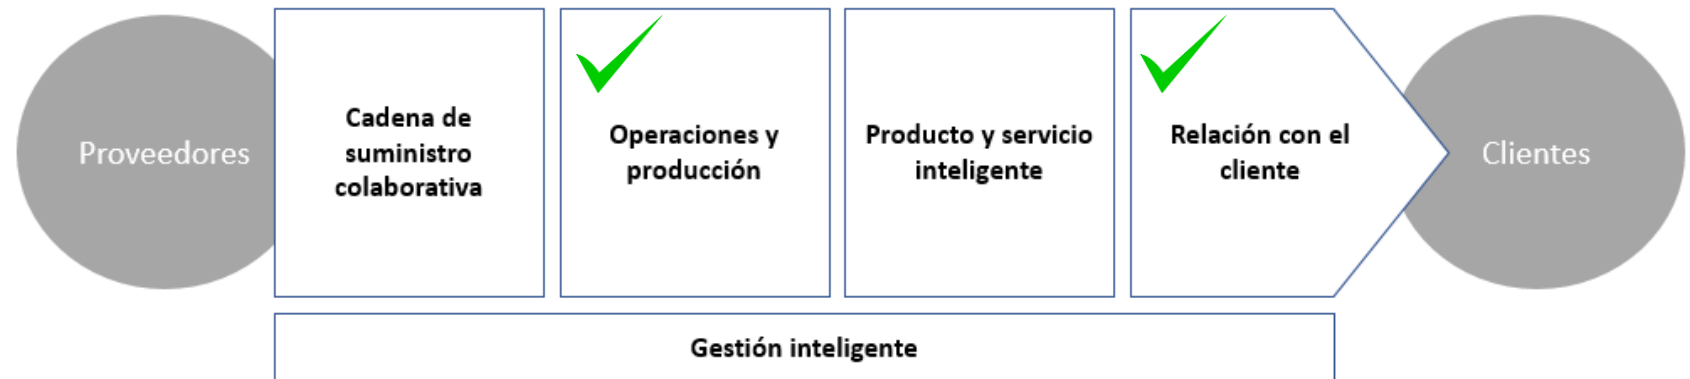 Proveedores
Cadena de
suministro
colaborativa
Operaciones y
producción
Producto y servicio
inteligente
Relación con el
cliente
Clientes
Gestión inteligente